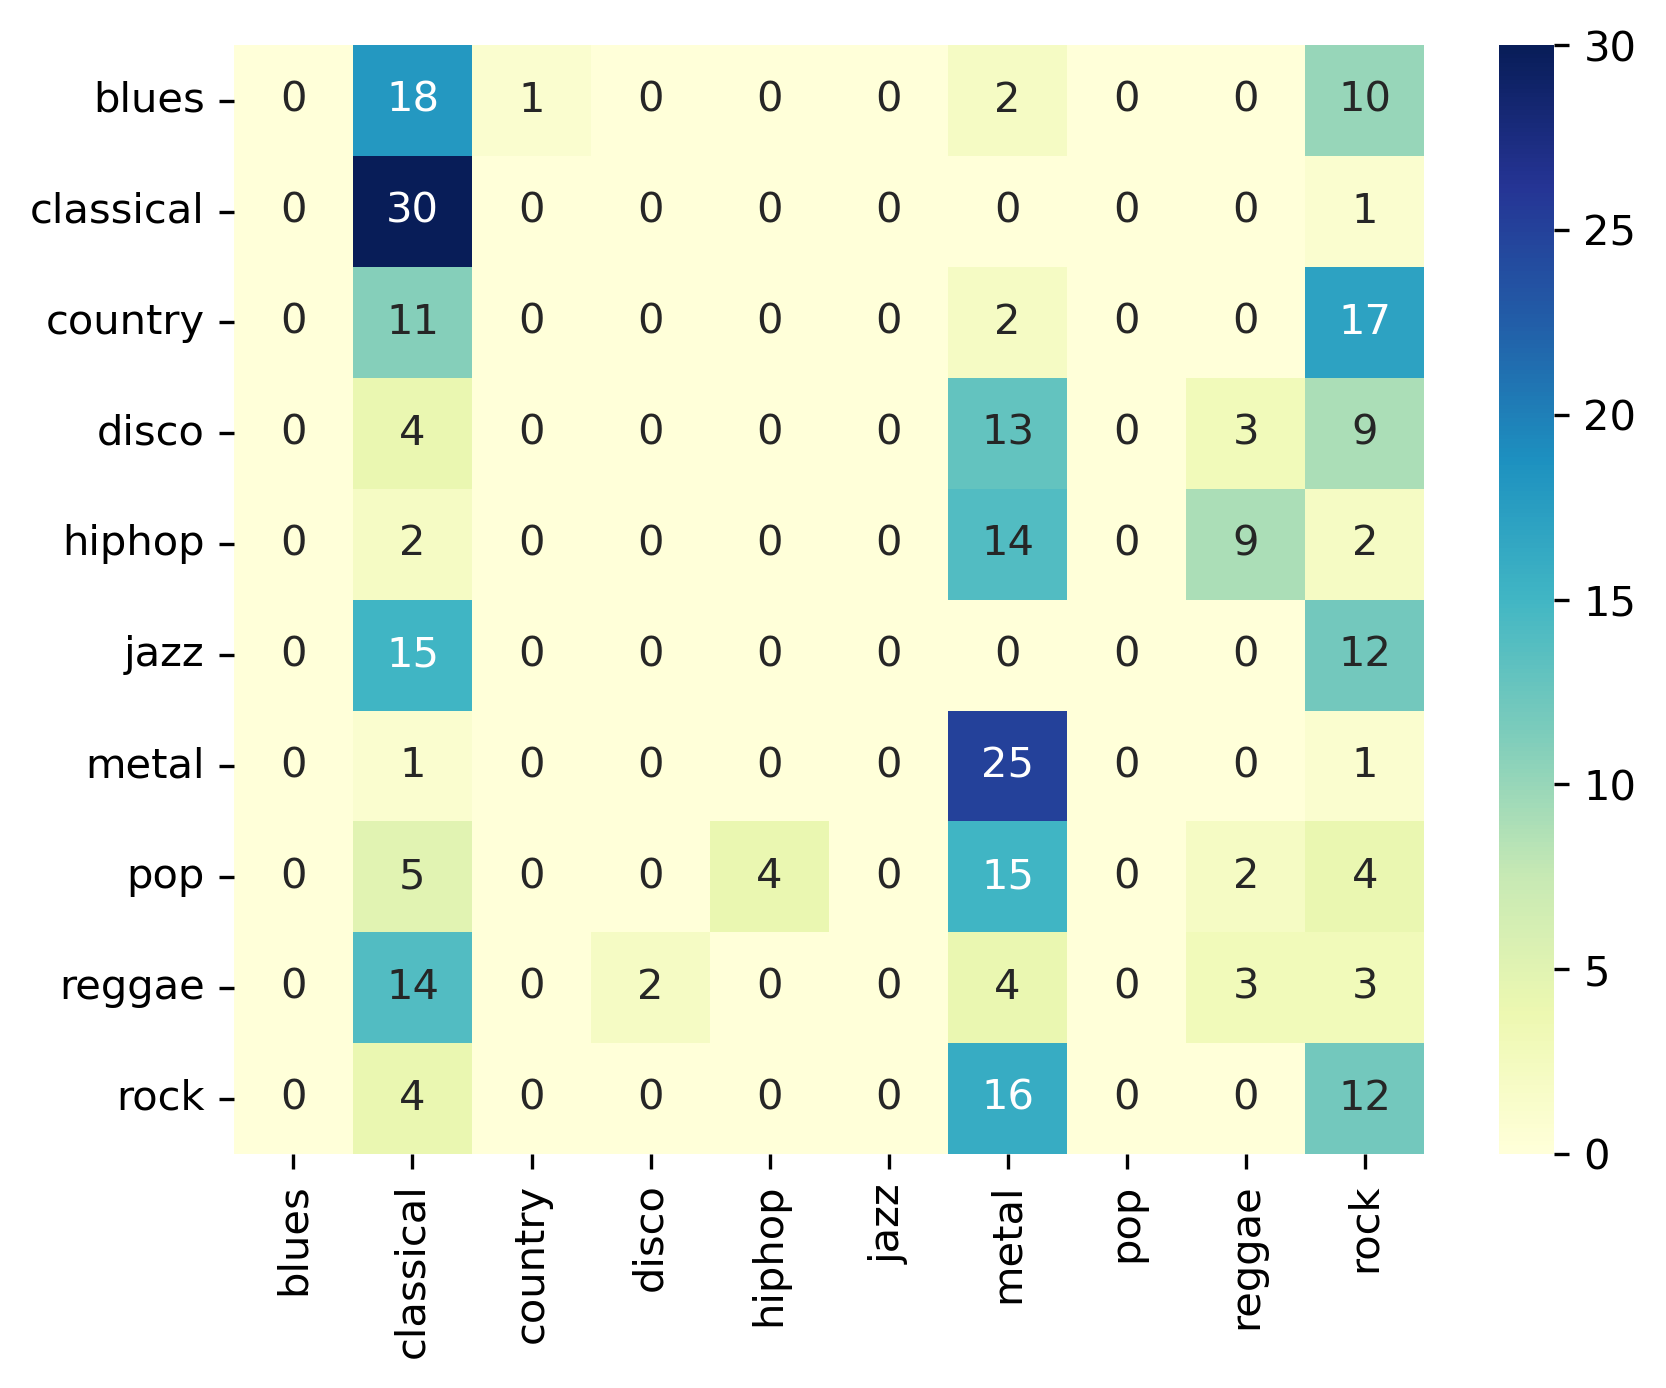 blues 0 18 1 0 0 0 2 0 0 10
classical 0 30 0 0 0 0 0 0 0 1
country 0 11 0 0 0 0 2 0 0 17
disco 0 4 0 0 0 0 13 0 3 9
hiphop 0 2 0 0 0 0 14 0 9 2
jazz 0 15 0 0 0 0 0 0 0 12
metal 0 1 0 0 0 0 25 0 0 1
pop 0 5 0 0 4 0 15 0 2 4
reggae 0 14 0 2 0 0 4 0 3 3
rock 0 4 0 0 0 0 16 0 0 12
blues classical country disco hiphop jazz metal pop reggae rock
30
25
20
15
10
5
0